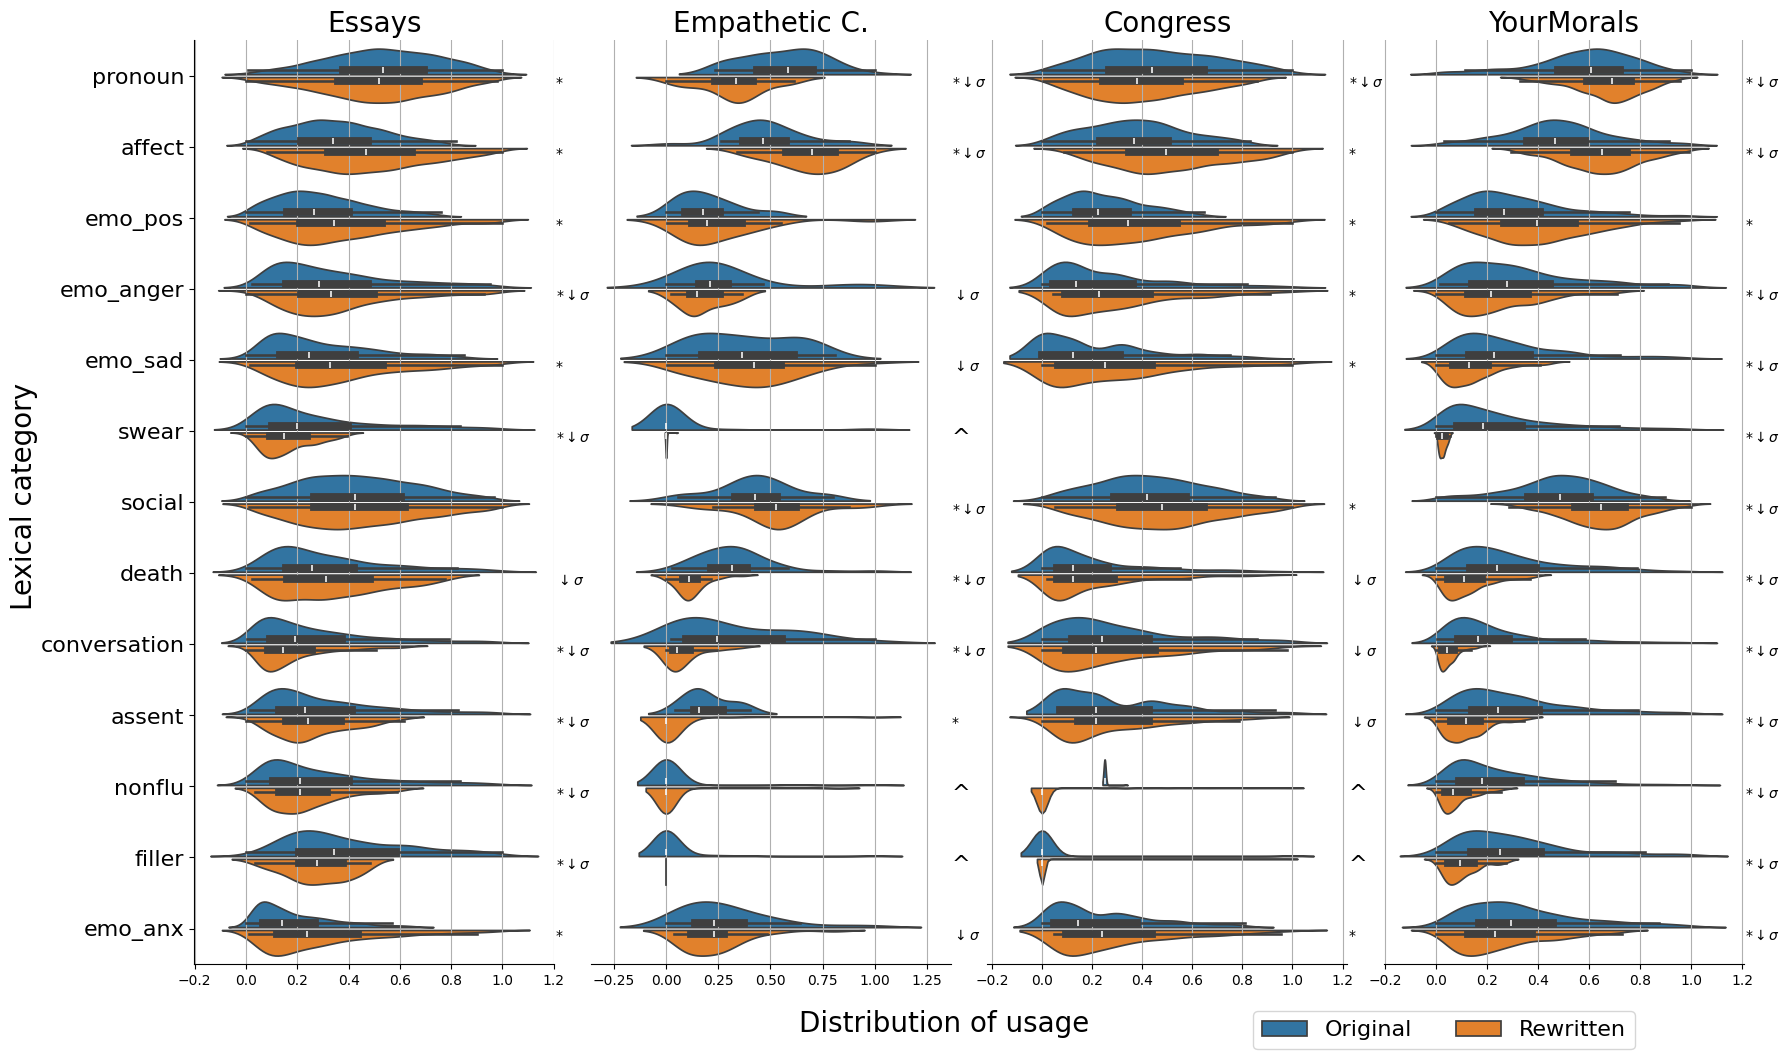 Essays Empathetic C. Congress YourMorals
Lexical category
pronoun * *↓σ *↓σ *↓σ
affect * *↓σ * *↓σ
emo_pos * * * *
emo_anger *↓σ ↓σ * *↓σ
emo_sad * ↓σ * *↓σ
swear *↓σ ^ *↓σ
social *↓σ * *↓σ
death ↓σ *↓σ ↓σ *↓σ
conversation *↓σ *↓σ ↓σ *↓σ
assent *↓σ * ↓σ *↓σ
nonflu *↓σ ^ ^ *↓σ
filler *↓σ ^ ^ *↓σ
emo_anx * ↓σ * *↓σ
−0.2 0.0 0.2 0.4 0.6 0.8 1.0 1.2 −0.25 0.00 0.25 0.50 0.75 1.00 1.25 −0.2 0.0 0.2 0.4 0.6 0.8 1.0 1.2 −0.2 0.0 0.2 0.4 0.6 0.8 1.0 1.2
Distribution of usage
Original Rewritten